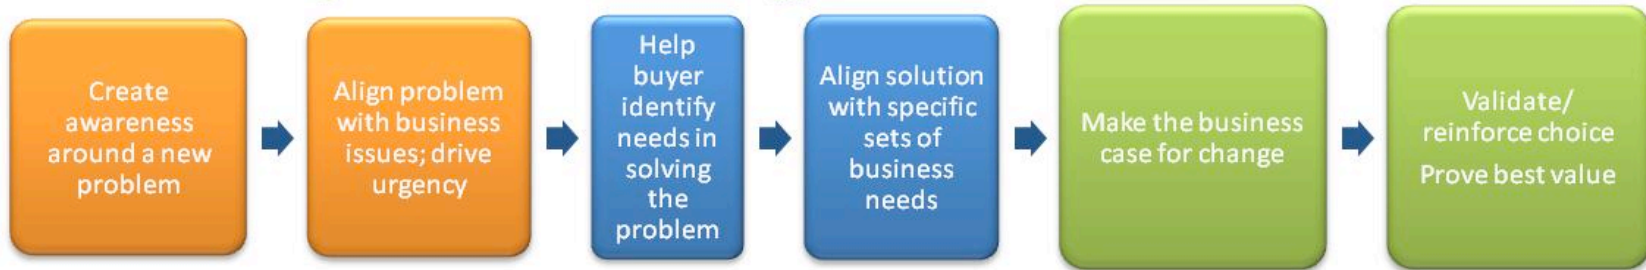 Create
awareness
around a new
problem
Align problem
with business
issues; drive
urgency
Help
buyer
identify
needs in
solving
the
problem
Align solution
with specific
sets of
business
needs
Make the business
case for change
Validate/
reinforce choice
Prove best value